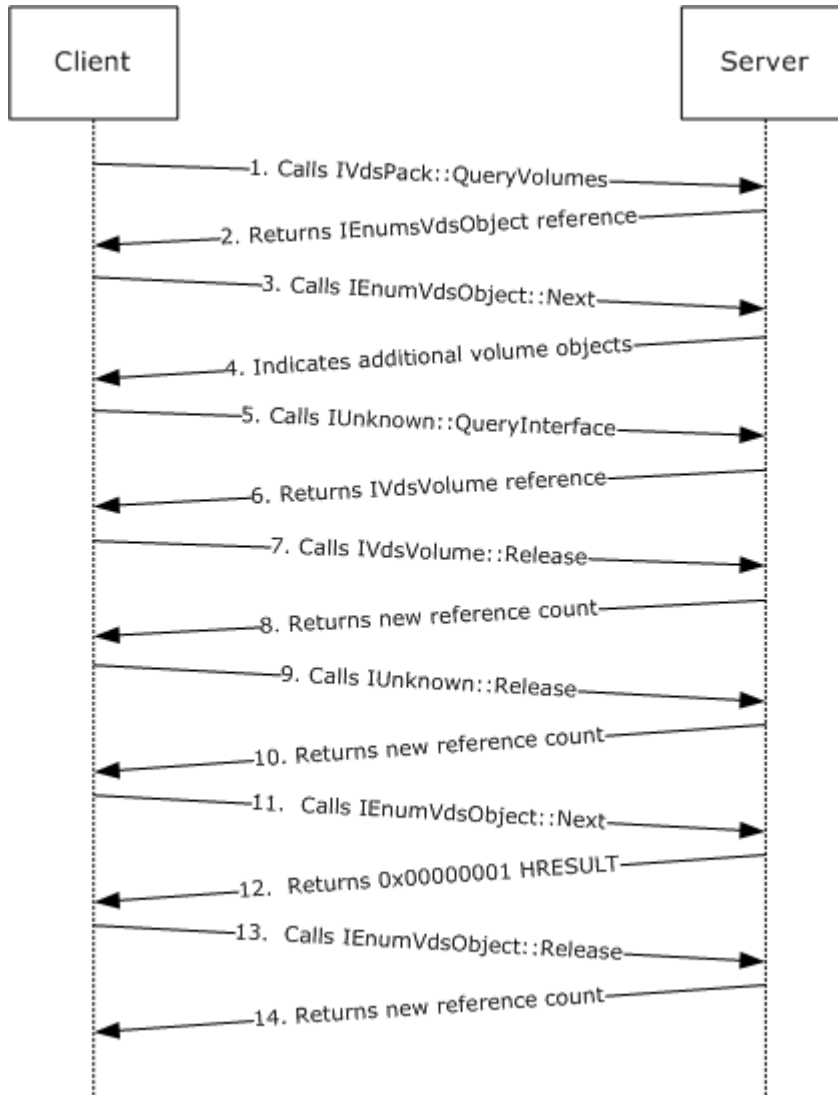 Client
Server
1. Calls IVdsPack::QueryVolumes
2. Returns IEnumsVdsObject reference
3. Calls IEnumVdsObject::Next
4. Indicates additional volume objects
5. Calls IUnknown::QueryInterface
6. Returns IVdsVolume reference
7. Calls IVdsVolume::Release
8. Returns new reference count
9. Calls IUnknown::Release
10. Returns new reference count
11.  Calls IEnumVdsObject::Next
12.  Returns 0x00000001 HRESULT
13.  Calls IEnumVdsObject::Release
14. Returns new reference count